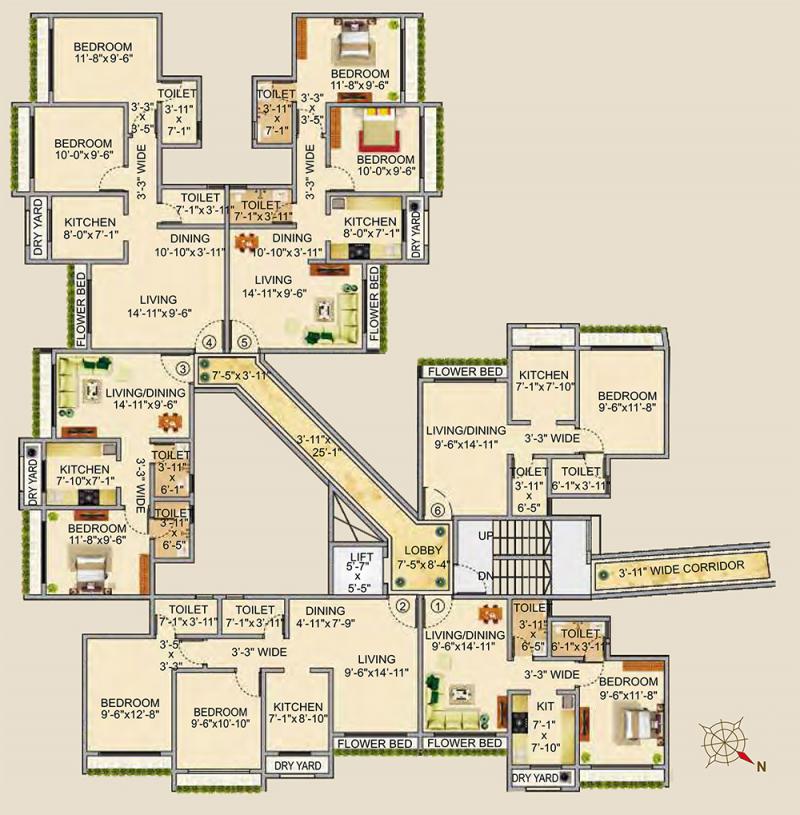 BEDROOM
11'-8"x 9'-6"
TOILET
3'-11"
x
7'-1"
3'-3"
x
3'-5"
BEDROOM
10'-0"x 9'-6"
3'-3" WIDE
KITCHEN
8'-0"x 7'-1"
DRY YARD
TOILET
7'-1"x 3'-11"
DINING
10'-10"x 3'-11"
LIVING
14'-11"x 9'-6"
FLOWER BED
4
BEDROOM
11'-8"x 9'-6"
TOILET
3'-11"
x
7'-1"
3'-3"
x
3'-5"
BEDROOM
10'-0"x 9'-6"
3'-3" WIDE
TOILET
7'-1"x 3'-11"
KITCHEN
8'-0"x 7'-1"
DRY YARD
DINING
10'-10"x 3'-11"
LIVING
14'-11"x 9'-6"
FLOWER BED
5
3
7'-5"x 3'-11"
LIVING/DINING
14'-11"x9'-6"
KITCHEN
7'-10"x7'-1"
DRY YARD
3'-3" WIDE
TOILET
3'-11"
x
6'-1"
TOILET
3'-11"
x
6'-5"
BEDROOM
11'-8"x9'-6"
3'-11"x
25'-1"
FLOWER BED
KITCHEN
7'-1"x 7'-10"
BEDROOM
9'-6"x11'-8"
LIVING/DINING
9'-6"x14'-11"
3'-3" WIDE
TOILET
3'-11"
x
6'-5"
TOILET
6'-1"x 3'-11"
6
UP
DN
LOBBY
7'-5"x 8'-4"
LIFT
5'-7"
x
5'-5"
3'-11" WIDE CORRIDOR
2
1
TOILET
7'-1"x 3'-11"
TOILET
7'-1"x 3'-11"
DINING
4'-11"x 7'-9"
3'-5"
x
3'-3"
3'-3" WIDE
LIVING
9'-6"x14'-11"
BEDROOM
9'-6"x12'-8"
BEDROOM
9'-6"x10'-10"
KITCHEN
7'-1"x 8'-10"
DRY YARD
FLOWER BED
LIVING/DINING
9'-6"x14'-11"
TOILE
3'-11"
x
6'-5"
TOILET
6'-1"x 3'-11"
3'-3" WIDE
BEDROOM
9'-6"x11'-8"
KIT
7'-1"
x
7'-10"
FLOWER BED
DRY YARD
N